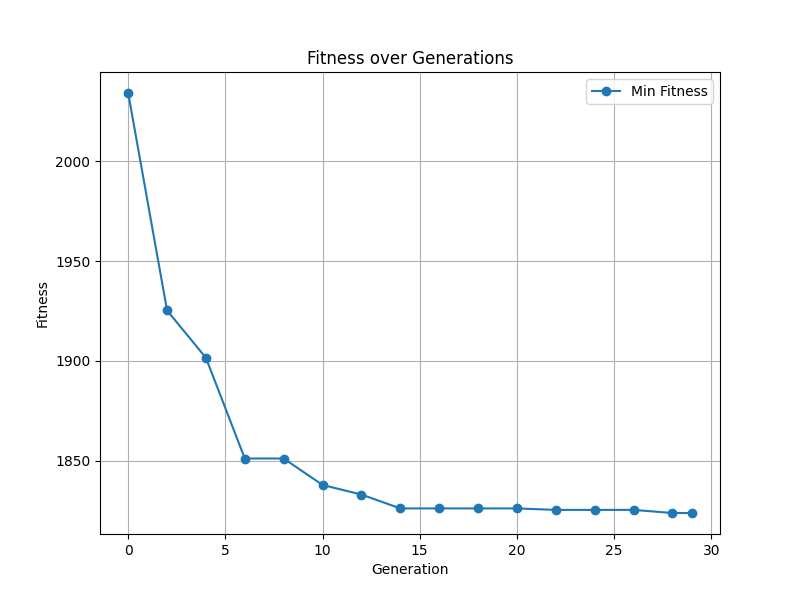 Fitness over Generations
Min Fitness
2000
1950
1900
1850
Fitness
0 5 10 15 20 25 30
Generation